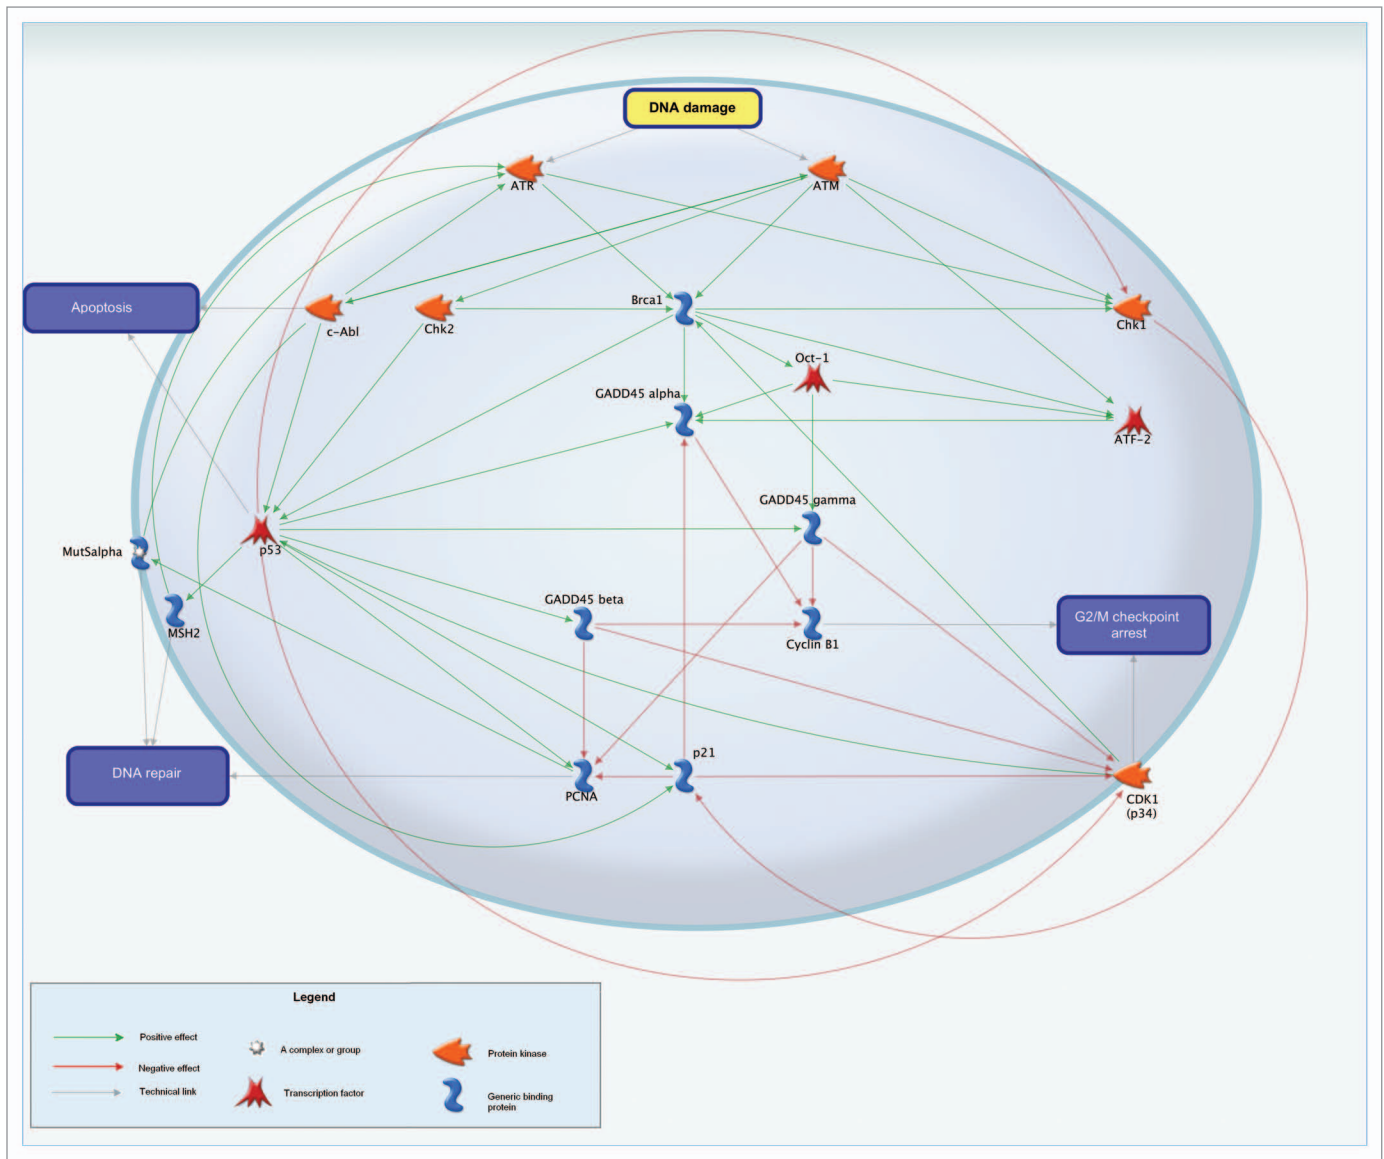 DNA damage
ATR
ATM
Apoptosis
c-Abl
Chk2
Brca1
Chk1
Oct-1
GADD45 alpha
ATF-2
GADD45 gamma
MutSalpha
p53
GADD45 beta
MSH2
Cyclin B1
G2/M checkpoint
arrest
DNA repair
p21
PCNA
CDK1
(p34)
Legend
Positive effect
Negative effect
Technical link
A complex or group
Transcription factor
Protein kinase
Generic binding
protein